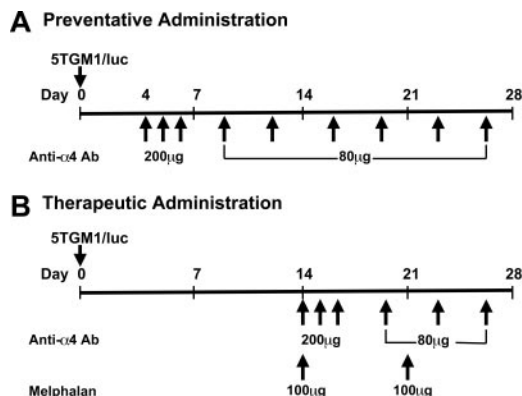 A Preventative Administration
5TGM1/luc
Day 0 4 7 14 21 28
Anti-α4 Ab 200μg 80μg
B Therapeutic Administration
5TGM1/luc
Day 0 7 14 21 28
Anti-α4 Ab 200μg 80μg
Melphalan 100μg 100μg